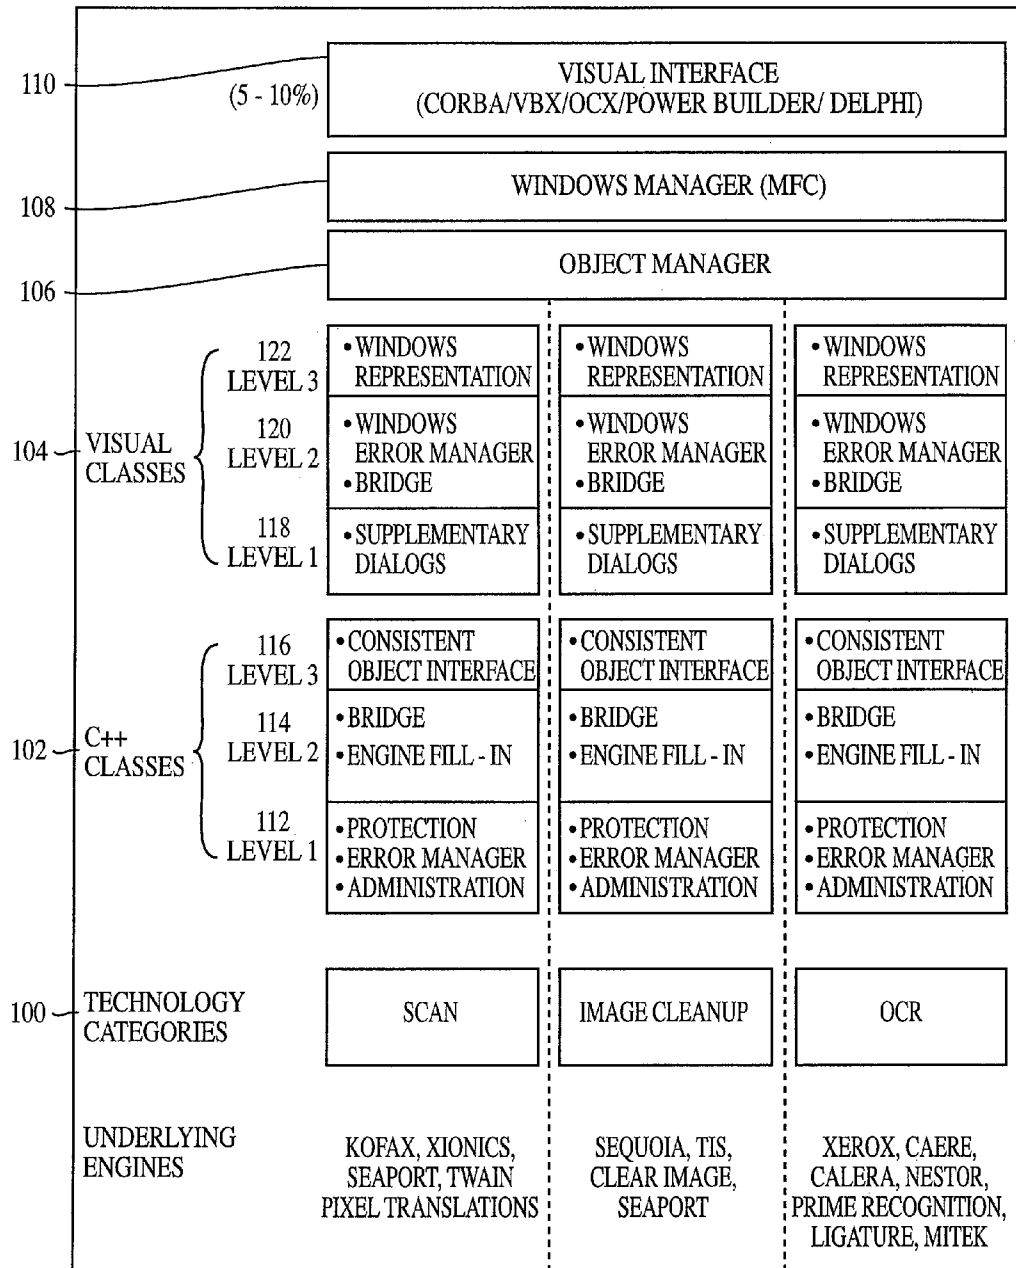 110
(5 - 10%)
VISUAL INTERFACE
(CORBA/VBX/OCX/POWER BUILDER/ DELPHI)
108
WINDOWS MANAGER (MFC)
106
OBJECT MANAGER
104
VISUAL
CLASSES
122
LEVEL 3
• WINDOWS
REPRESENTATION
• WINDOWS
REPRESENTATION
• WINDOWS
REPRESENTATION
120
LEVEL 2
• WINDOWS
ERROR MANAGER
• BRIDGE
• WINDOWS
ERROR MANAGER
• BRIDGE
• WINDOWS
ERROR MANAGER
• BRIDGE
118
LEVEL 1
• SUPPLEMENTARY
DIALOGS
• SUPPLEMENTARY
DIALOGS
• SUPPLEMENTARY
DIALOGS
102
C++
CLASSES
116
LEVEL 3
• CONSISTENT
OBJECT INTERFACE
• CONSISTENT
OBJECT INTERFACE
• CONSISTENT
OBJECT INTERFACE
114
LEVEL 2
• BRIDGE
• ENGINE FILL - IN
• BRIDGE
• ENGINE FILL - IN
• BRIDGE
• ENGINE FILL - IN
112
LEVEL 1
• PROTECTION
• ERROR MANAGER
• ADMINISTRATION
• PROTECTION
• ERROR MANAGER
• ADMINISTRATION
• PROTECTION
• ERROR MANAGER
• ADMINISTRATION
100
TECHNOLOGY
CATEGORIES
SCAN
IMAGE CLEANUP
OCR
UNDERLYING
ENGINES
KOFAX, XIONICS,
SEAPORT, TWAIN
PIXEL TRANSLATIONS
SEQUOIA, TIS,
CLEAR IMAGE,
SEAPORT
XEROX, CAERE,
CALERA, NESTOR,
PRIME RECOGNITION,
LIGATURE, MITEK